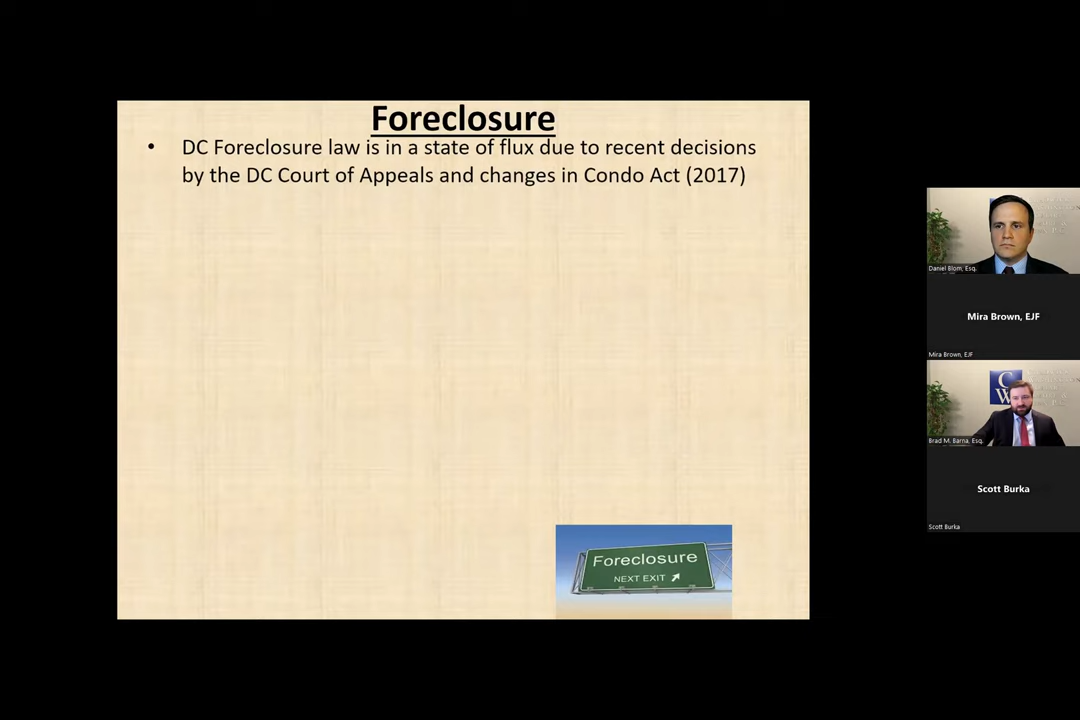 Foreclosure
• DC Foreclosure law is in a state of flux due to recent decisions
by the DC Court of Appeals and changes in Condo Act (2017)
Foreclosure
NEXT EXIT
Daniel Blom, Esq.
Mira Brown, EJF
Mira Brown, EJF
C
W
Brad M. Barna, Esq.
Scott Burka
Scott Burka